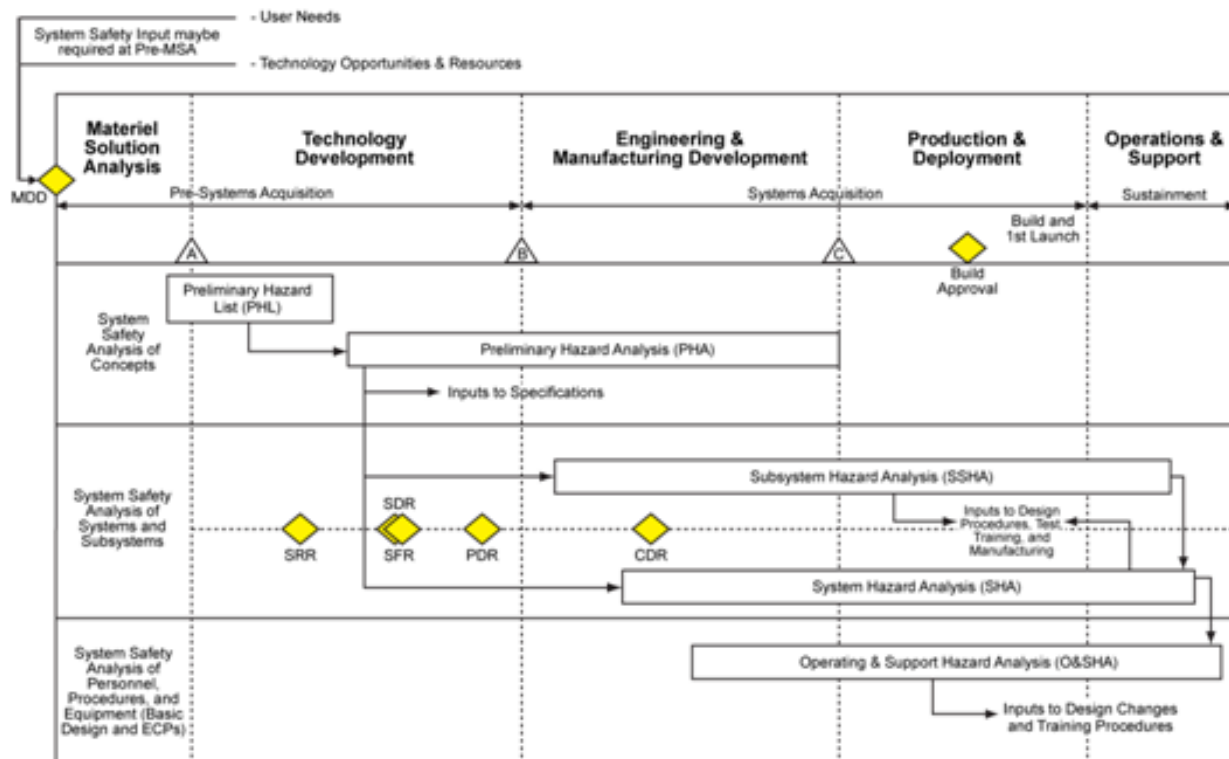 - User Needs
System Safety Input maybe
required at Pre-MSA
- Technology Opportunities & Resources
Materiel
Solution
Analysis
Technology
Development
Engineering &
Manufacturing Development
Production &
Deployment
Operations &
Support
MDD
Pre-Systems Acquisition
Systems Acquisition
Sustainment
Build and
1st Launch
A
B
C
Build
Approval
System
Safety
Analysis of
Concepts
Preliminary Hazard
List (PHL)
Preliminary Hazard Analysis (PHA)
Inputs to Specifications
System Safety
Analysis of
Systems and
Subsystems
Subsystem Hazard Analysis (SSHA)
SDR
SRR
SFR
PDR
CDR
Inputs to Design
Procedures, Test,
Training, and
Manufacturing
System Hazard Analysis (SHA)
System Safety
Analysis of
Personnel,
Procedures, and
Equipment (Basic
Design and ECPs)
Operating & Support Hazard Analysis (O&SHA)
Inputs to Design Changes
and Training Procedures